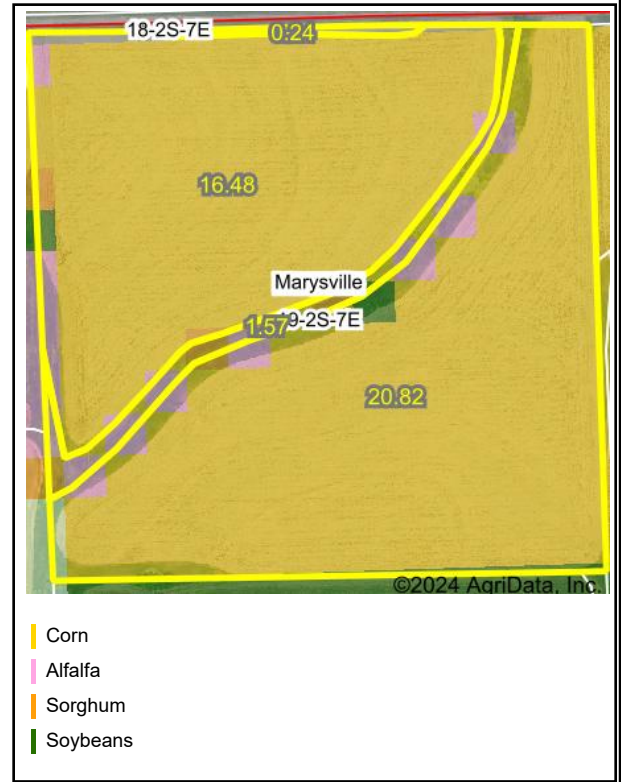 18-2S-7E
0.24
16.48
Marysville
1.57
9-2S-7E
20.82
©2024 AgriData, Inc.
Corn
Alfalfa
Sorghum
Soybeans